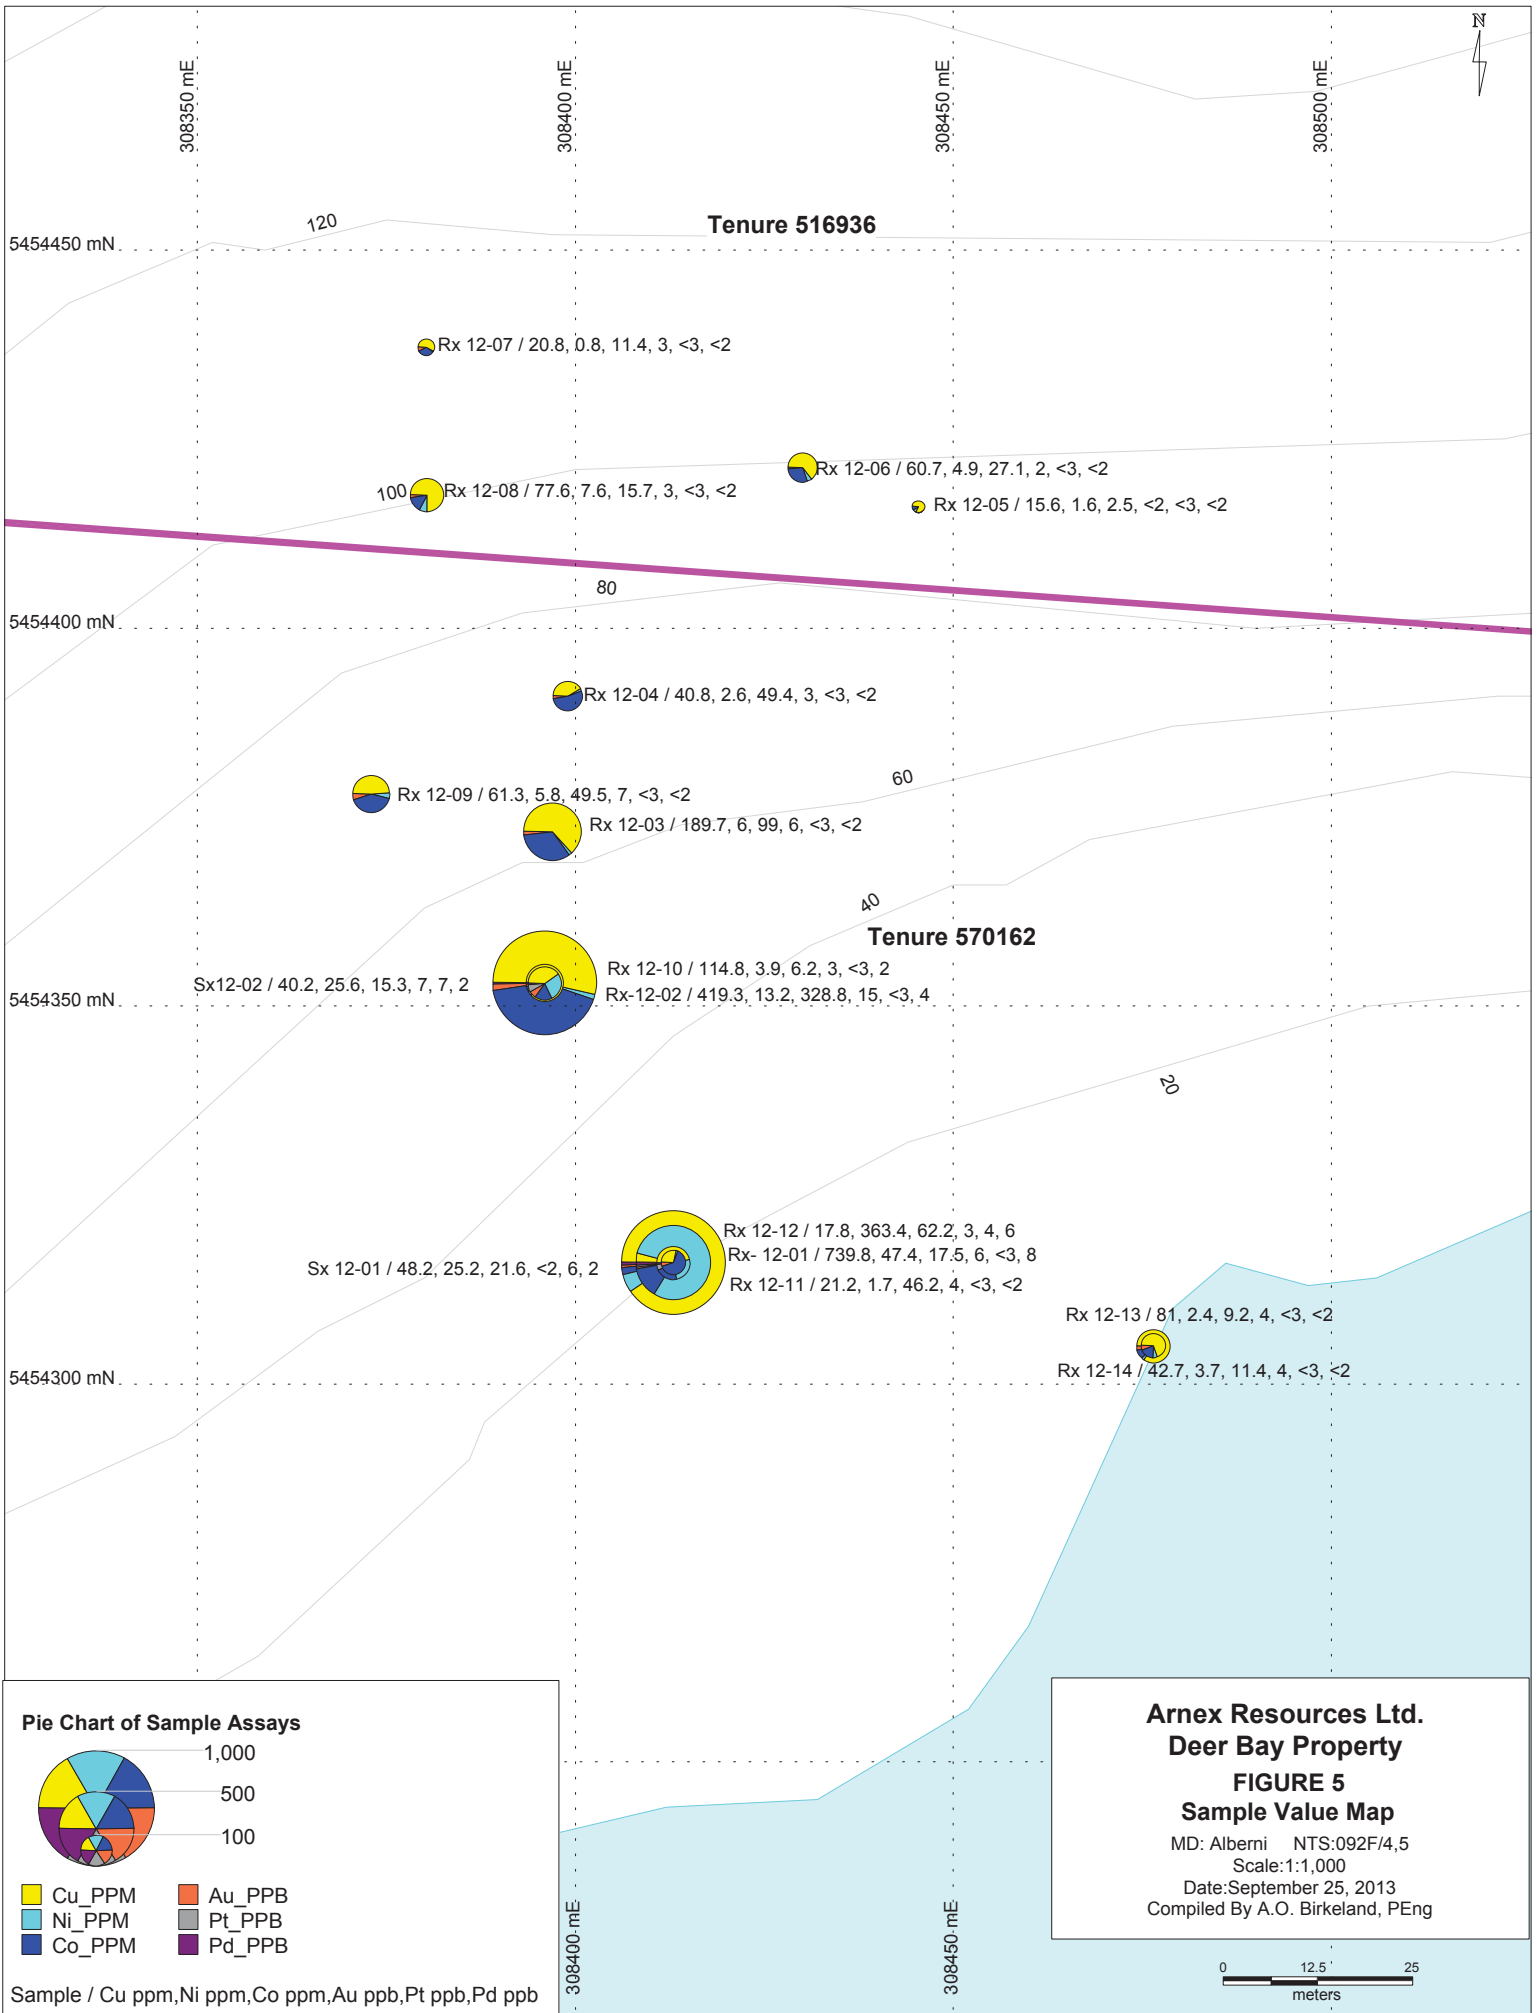 N
308350 mE
308400 mE
308450 mE
308500 mE
120
Tenure 516936
5454450 mN
Rx 12-07 / 20.8, 0.8, 11.4, 3, <3, <2
Rx 12-06 / 60.7, 4.9, 27.1, 2, <3, <2
100
Rx 12-08 / 77.6, 7.6, 15.7, 3, <3, <2
Rx 12-05 / 15.6, 1.6, 2.5, <2, <3, <2
80
5454400 mN
Rx 12-04 / 40.8, 2.6, 49.4, 3, <3, <2
60
Rx 12-09 / 61.3, 5.8, 49.5, 7, <3, <2
Rx 12-03 / 189.7, 6, 99, 6, <3, <2
40
Tenure 570162
Rx 12-10 / 114.8, 3.9, 6.2, 3, <3, 2
Sx12-02 / 40.2, 25.6, 15.3, 7, 7, 2
Rx-12-02 / 419.3, 13.2, 328.8, 15, <3, 4
5454350 mN
20
Rx 12-12 / 17.8, 363.4, 62.2, 3, 4, 6
Rx- 12-01 / 739.8, 47.4, 17.5, 6, <3, 8
Sx 12-01 / 48.2, 25.2, 21.6, <2, 6, 2
Rx 12-11 / 21.2, 1.7, 46.2, 4, <3, <2
Rx 12-13 / 81, 2.4, 9.2, 4, <3, <2
Rx 12-14 / 42.7, 3.7, 11.4, 4, <3, <2
5454300 mN
Pie Chart of Sample Assays
1,000
500
100
Cu_PPM
Au_PPB
Ni_PPM
Pt_PPB
Co_PPM
Pd_PPB
Sample / Cu ppm,Ni ppm,Co ppm,Au ppb,Pt ppb,Pd ppb
308400 mE
308450 mE
Arnex Resources Ltd.
Deer Bay Property
FIGURE 5
Sample Value Map
MD: Alberni NTS:092F/4,5
Scale:1:1,000
Date:September 25, 2013
Compiled By A.O. Birkeland, PEng
0 12.5 25
meters